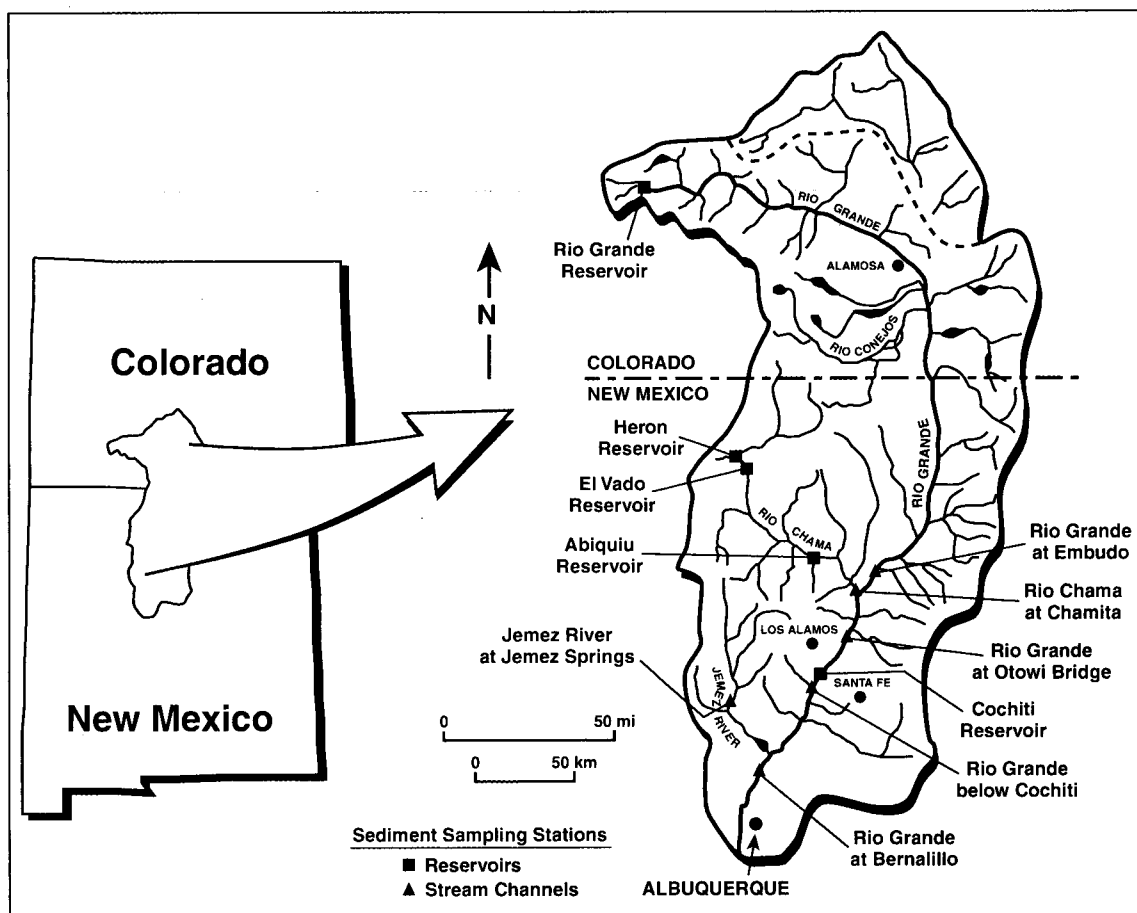 Colorado
New Mexico
N
0
50 mi
0
50 km
Sediment Sampling Stations
Reservoirs
Stream Channels
Rio Grande
Reservoir
RIO GRANDE
ALAMOSA
RIO CONEJOS
COLORADO
NEW MEXICO
Heron
Reservoir
El Vado
Reservoir
RIO GRANDE
RIO CHAMA
Abiquiu
Reservoir
Rio Grande
at Embudo
Rio Chama
at Chamita
LOS ALAMOS
Jemez River
at Jemez Springs
Rio Grande
at Otowi Bridge
JEMEZ RIVER
SANTA FE
Cochiti
Reservoir
Rio Grande
below Cochiti
Rio Grande
at Bernalillo
ALBUQUERQUE